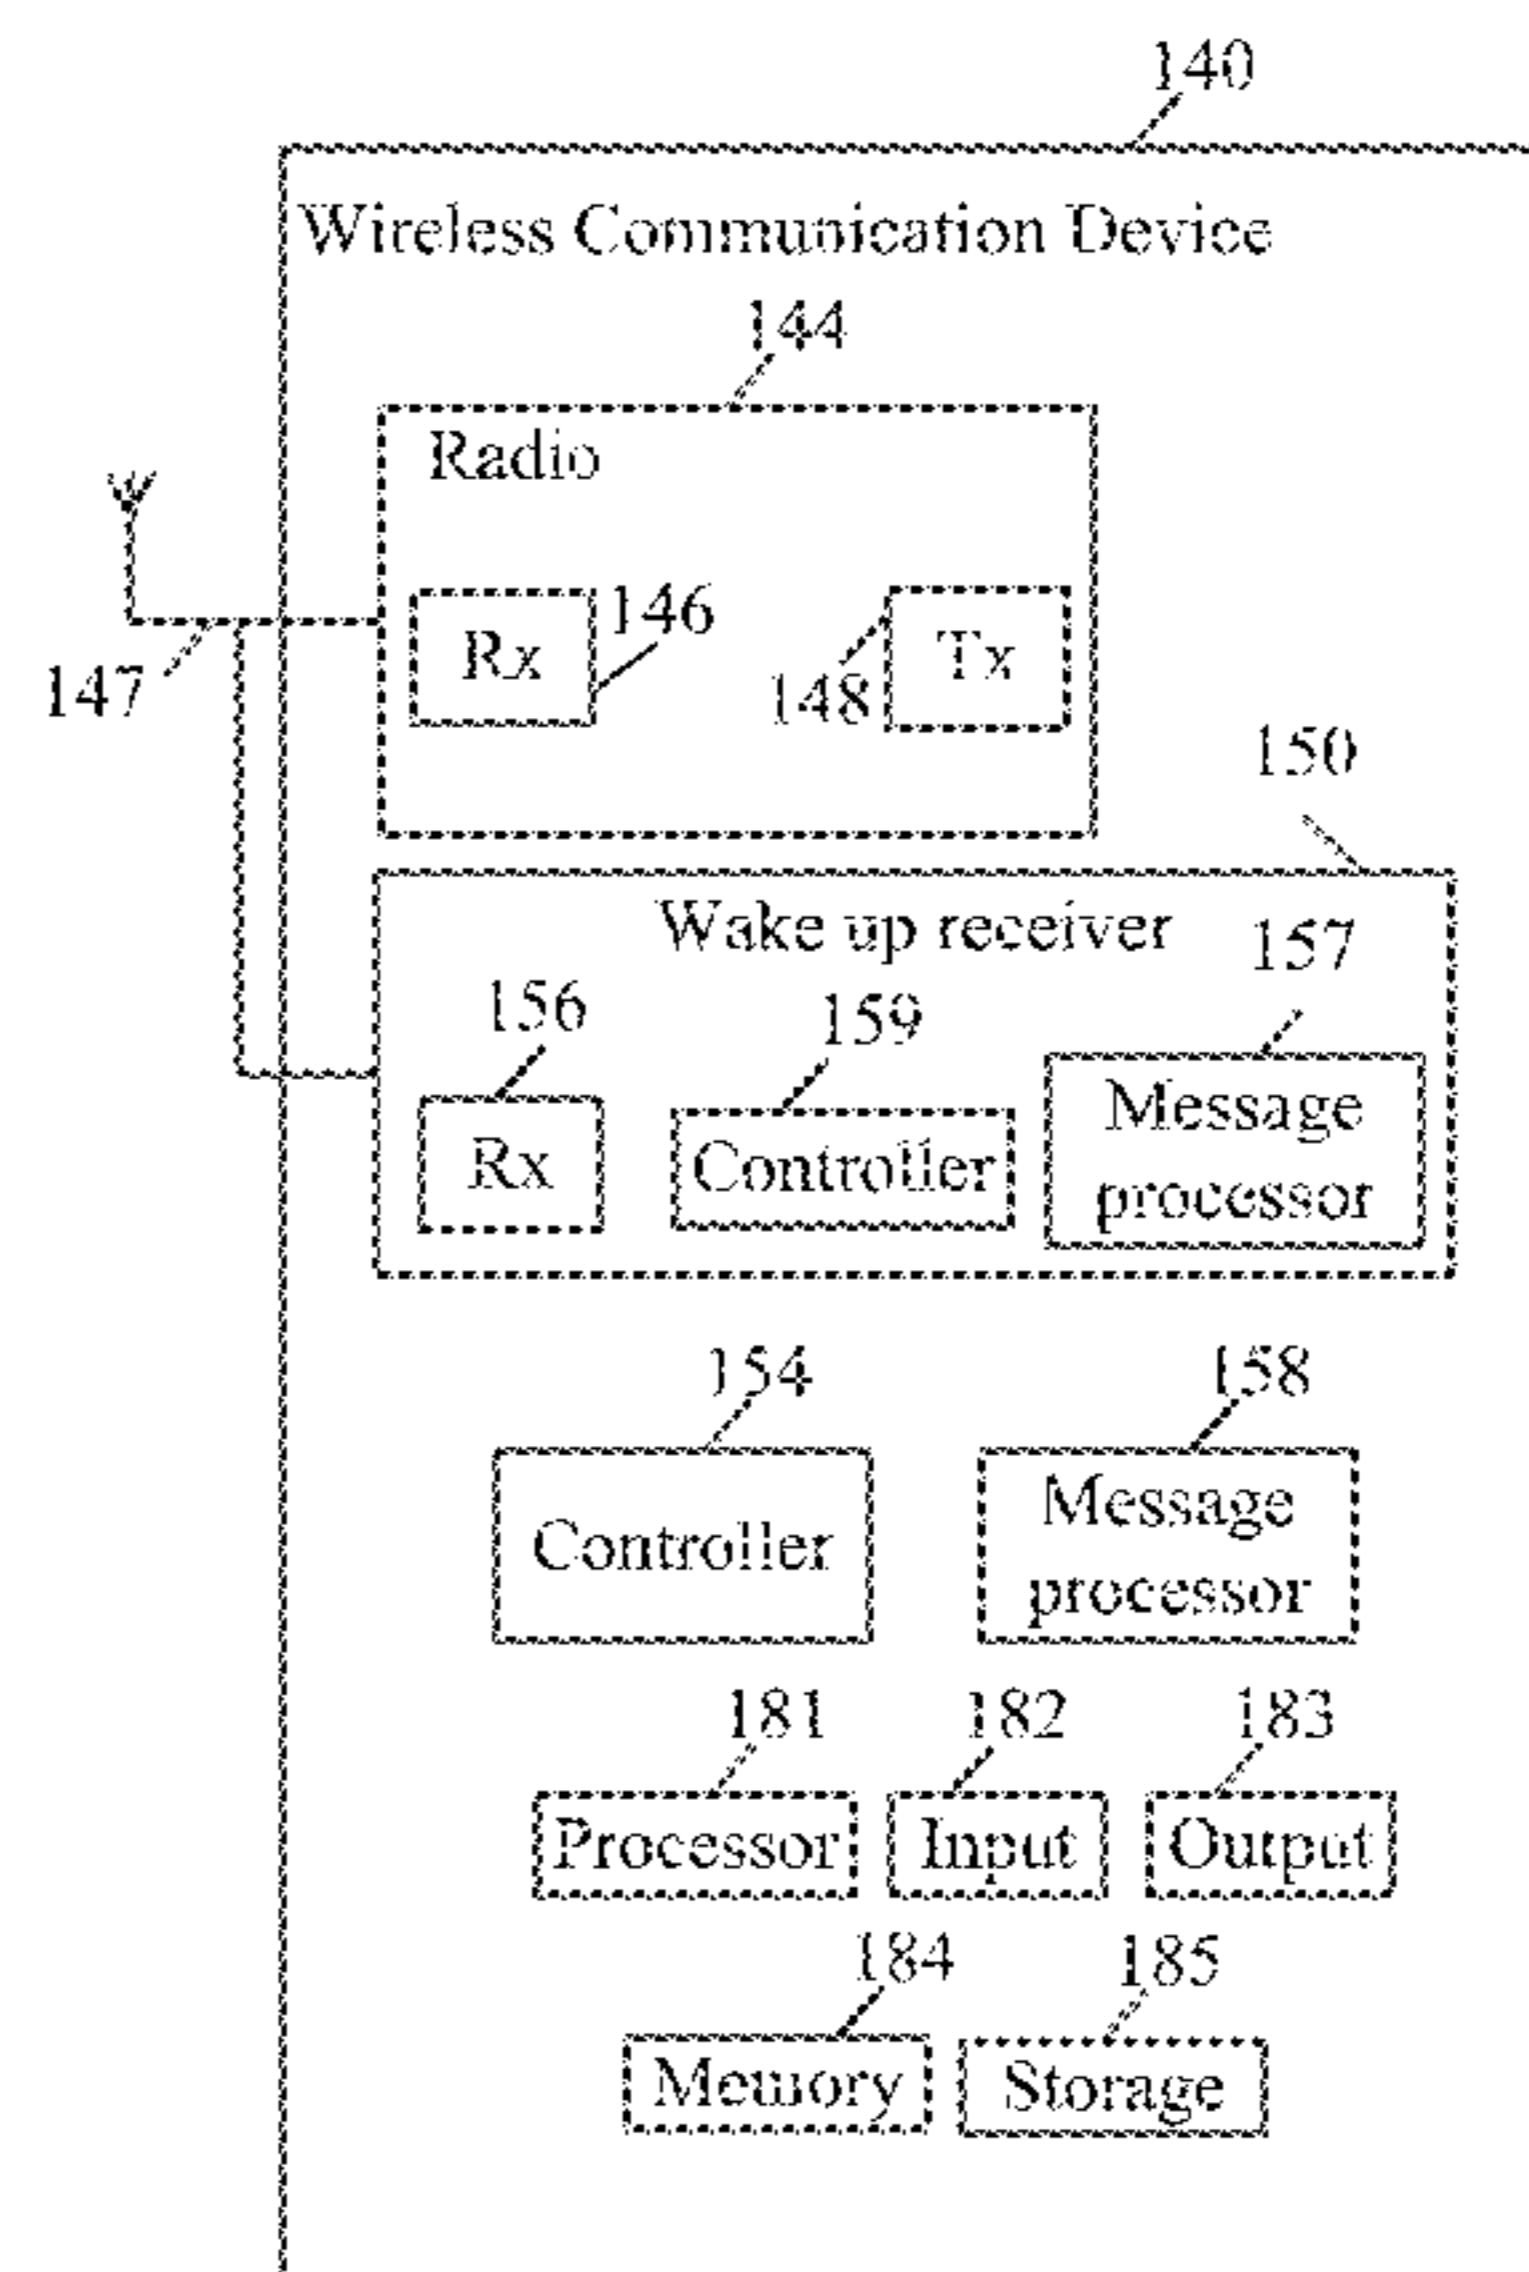 140
Wireless Communication Device
144
Radio
Rx
146
148
Tx
147
150
Wake up receiver
157
156
159
Rx
Controller
Message
processor
154
158
Controller
Message
processor
181
182
183
Processor
Input
Output
184
185
Memory
Storage